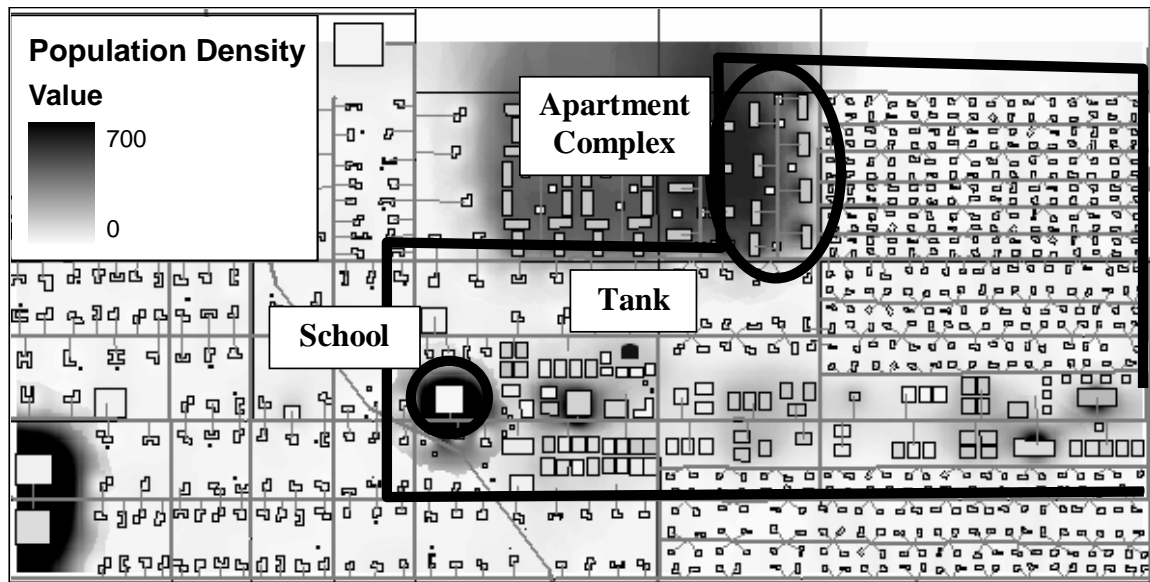 Population Density
Value
700
0
Apartment
Complex
Tank
School